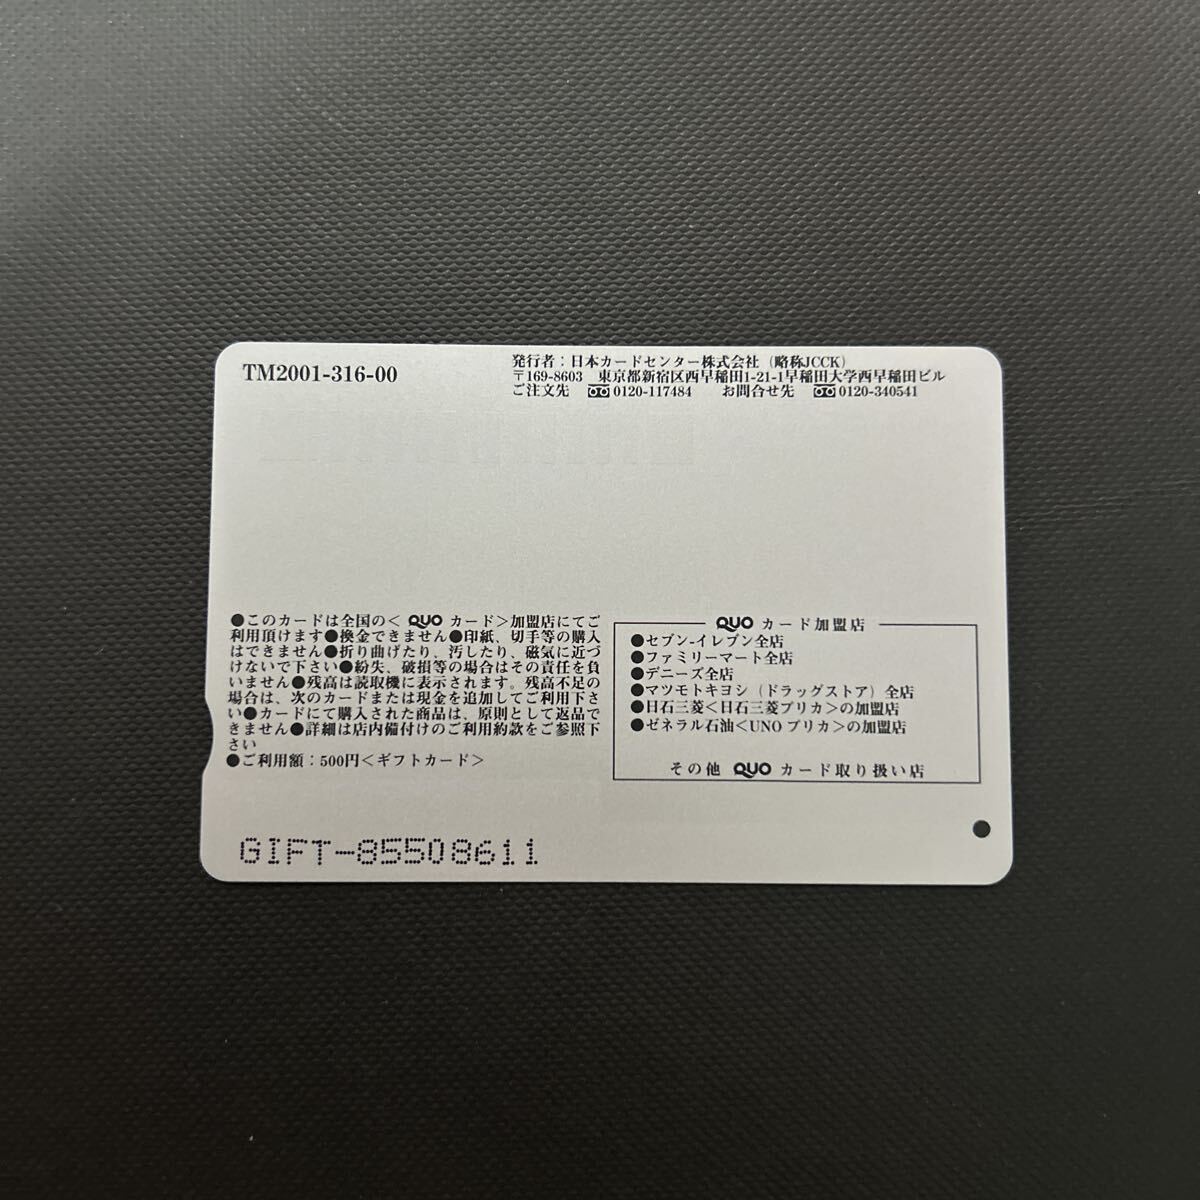 TM2001-316-00
発行者：日本カードセンター株式会社（略称JCCK）
〒169-8603 東京都新宿区西早稲田1-21-1早稲田大学西早稲田ビル
ご注文先 0120-117484 お問合せ先 0120-340541
●このカードは全国の＜QUOカード＞加盟店にてご
利用頂けます●換金できません●印紙、切手等の購入
はできません●折り曲げたり、汚したり、磁気に近づ
けないで下さい●紛失、破損等の場合はその責任を負
いません●残高は読取機に表示されます。残高不足の
場合は、次のカードまたは現金を追加してご利用下さ
い●カードにて購入された商品は、原則として返品で
きません●詳細は店内備付けのご利用約款をご参照下
さい
●ご利用額：500円＜ギフトカード＞
QUO カード加盟店
●セブン-イレブン全店
●ファミリーマート全店
●デニーズ全店
●マツモトキヨシ（ドラッグストア）全店
●日石三菱＜日石三菱プリカ＞の加盟店
●ゼネラル石油＜UNO プリカ＞の加盟店
その他 QUO カード取り扱い店
GIFT-85508611